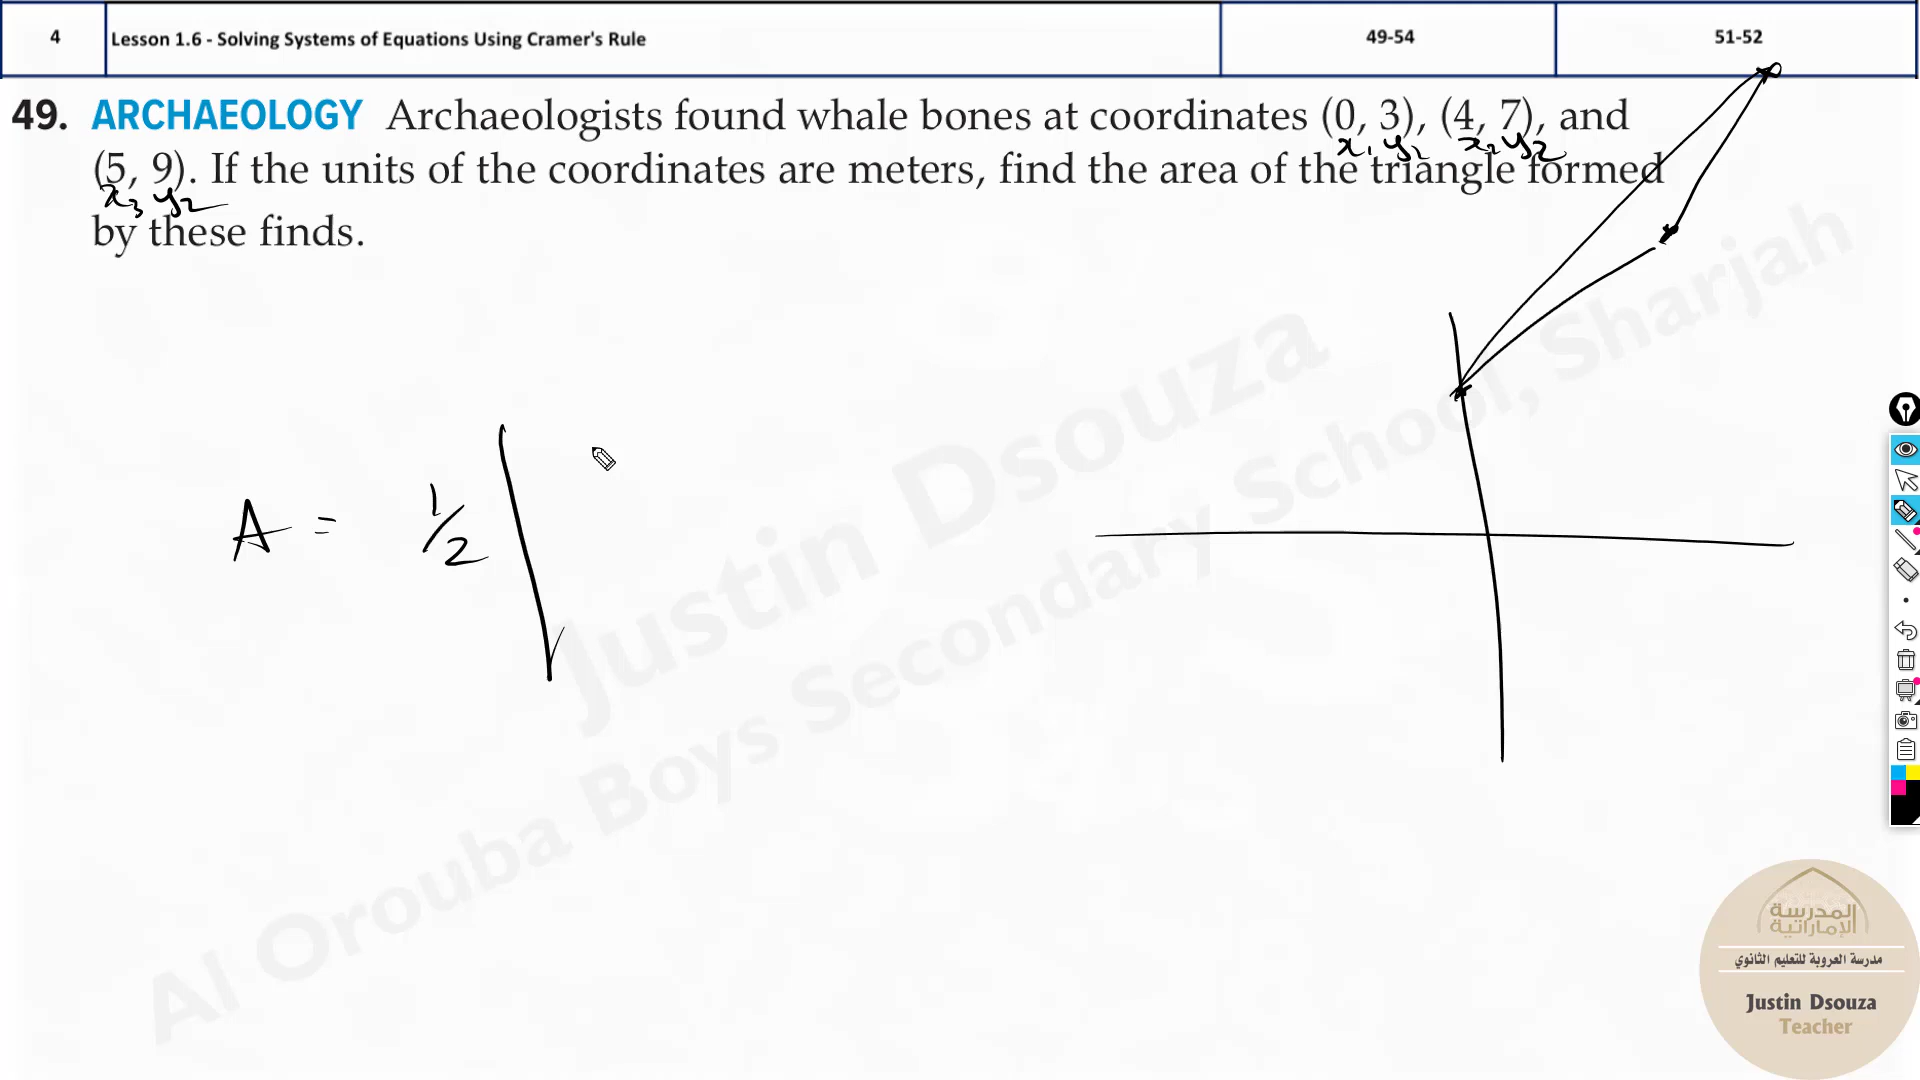 4 Lesson 1.6 - Solving Systems of Equations Using Cramer's Rule 49-54 51-52
49. ARCHAEOLOGY Archaeologists found whale bones at coordinates (0, 3), (4, 7), and
x₁ y₁ x₂ y₂
(5, 9). If the units of the coordinates are meters, find the area of the triangle formed
x₃ y₂
by these finds.
A = 1/2
Justin Dsouza
Al Orouba Boys Secondary School, Sharjah
المدرسة
الإماراتية
مدرسة العروبة للتعليم الثانوي
Justin Dsouza
Teacher